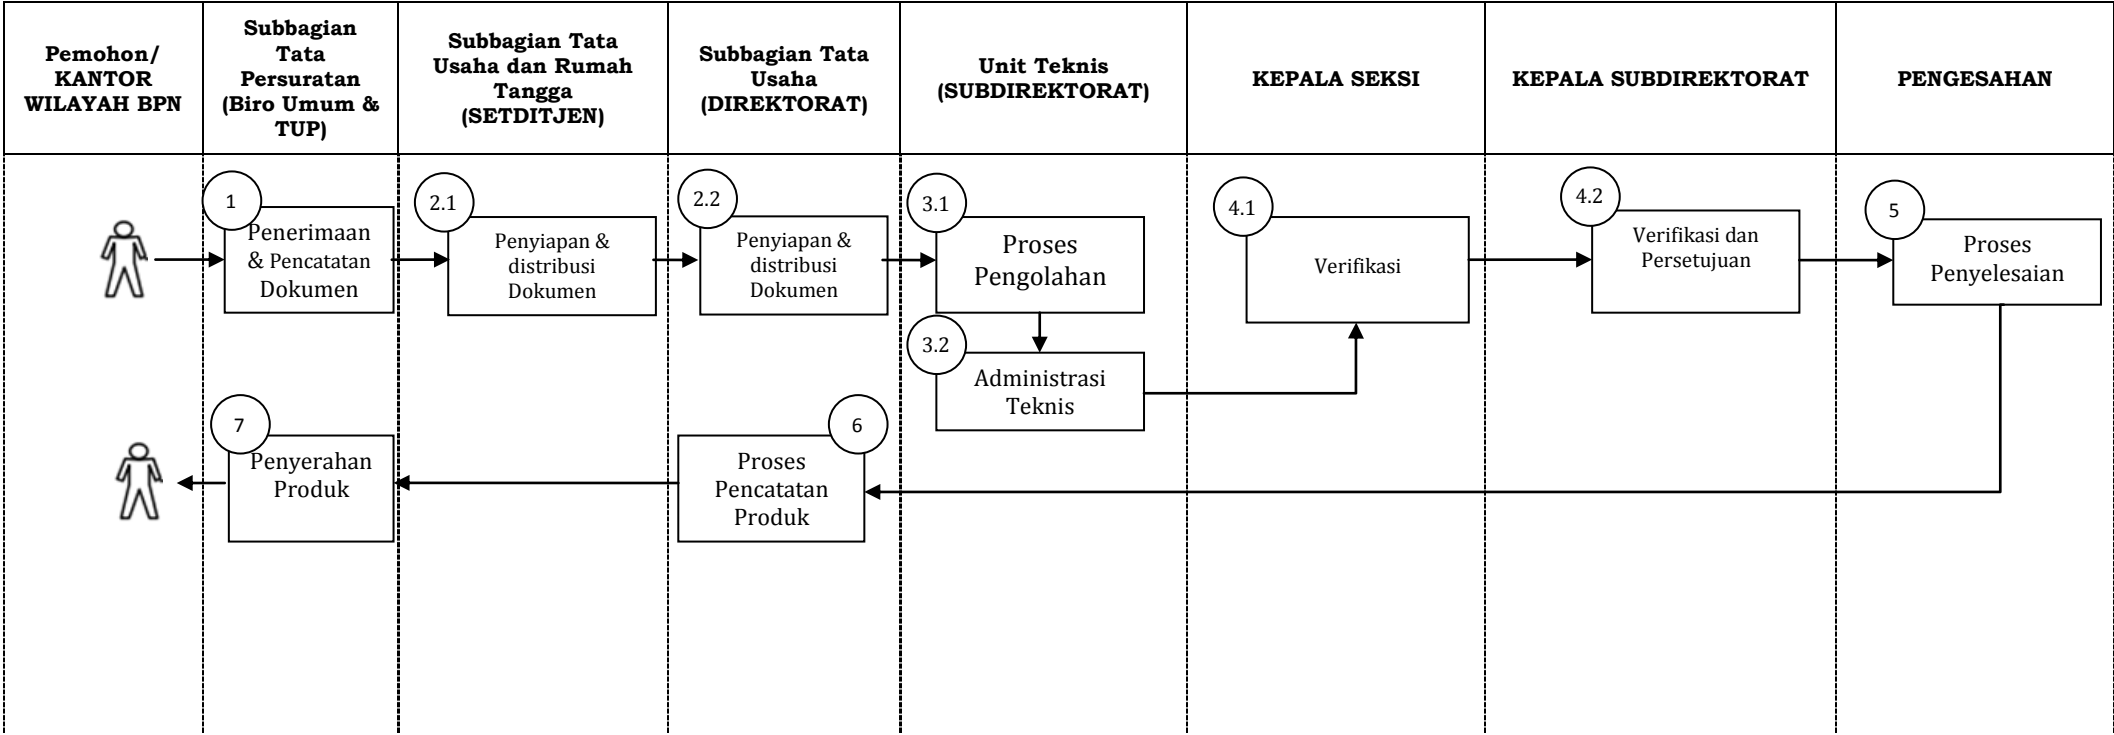 Pemohon/
KANTOR
WILAYAH BPN
Subbagian
Tata
Persuratan
(Biro Umum &
TUP)
Subbagian Tata
Usaha dan Rumah
Tangga
(SETDITJEN)
Subbagian Tata
Usaha
(DIREKTORAT)
Unit Teknis
(SUBDIREKTORAT)
KEPALA SEKSI
KEPALA SUBDIREKTORAT
PENGESAHAN
1
Penerimaan
& Pencatatan
Dokumen
2.1
Penyiapan &
distribusi
Dokumen
2.2
Penyiapan &
distribusi
Dokumen
3.1
Proses
Pengolahan
3.2
Administrasi
Teknis
4.1
Verifikasi
4.2
Verifikasi dan
Persetujuan
5
Proses
Penyelesaian
6
Proses
Pencatatan
Produk
7
Penyerahan
Produk